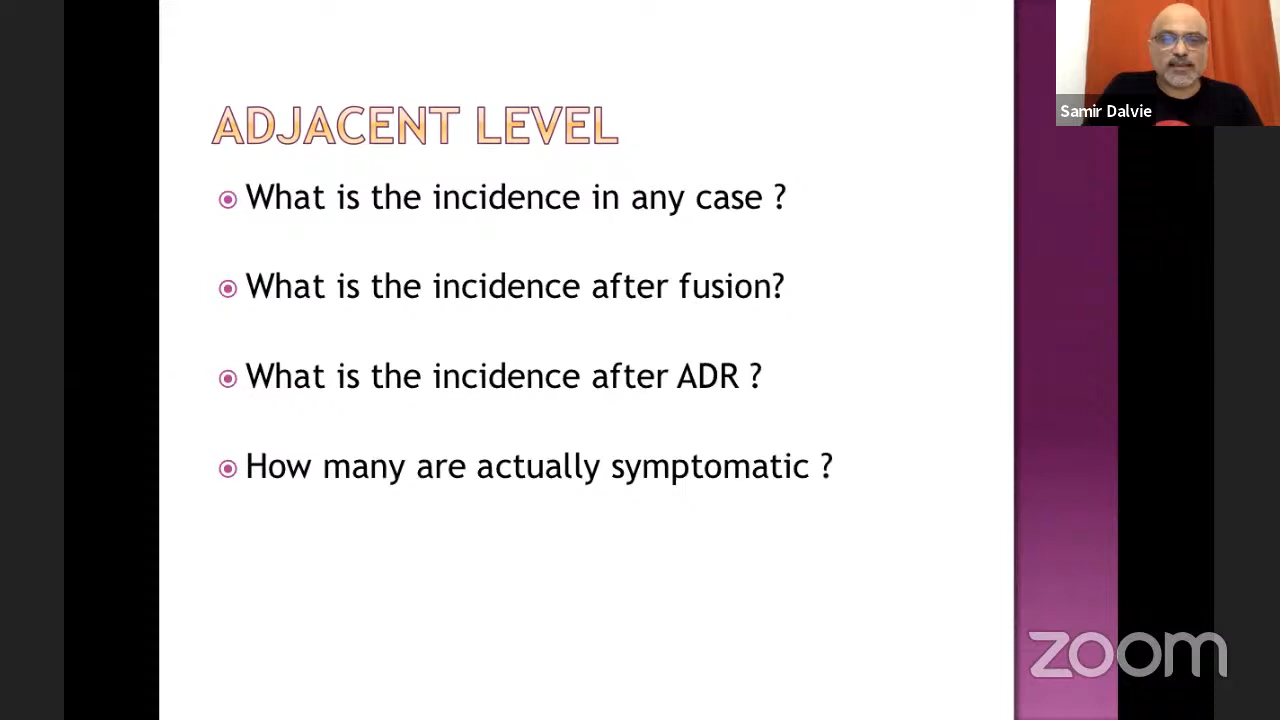 ADJACENT LEVEL
What is the incidence in any case ?
What is the incidence after fusion?
What is the incidence after ADR ?
How many are actually symptomatic ?
Samir Dalvie
zoom